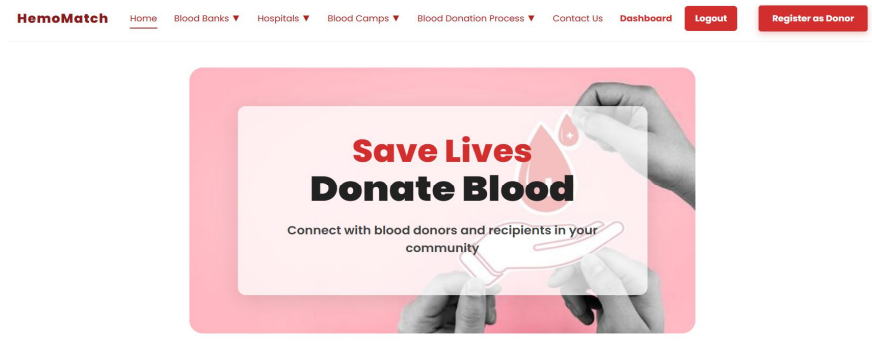 HemoMatch Home Blood Banks ▼ Hospitals ▼ Blood Camps ▼ Blood Donation Process ▼ Contact Us Dashboard Logout Register as Donor
Save Lives
Donate Blood
Connect with blood donors and recipients in your
community